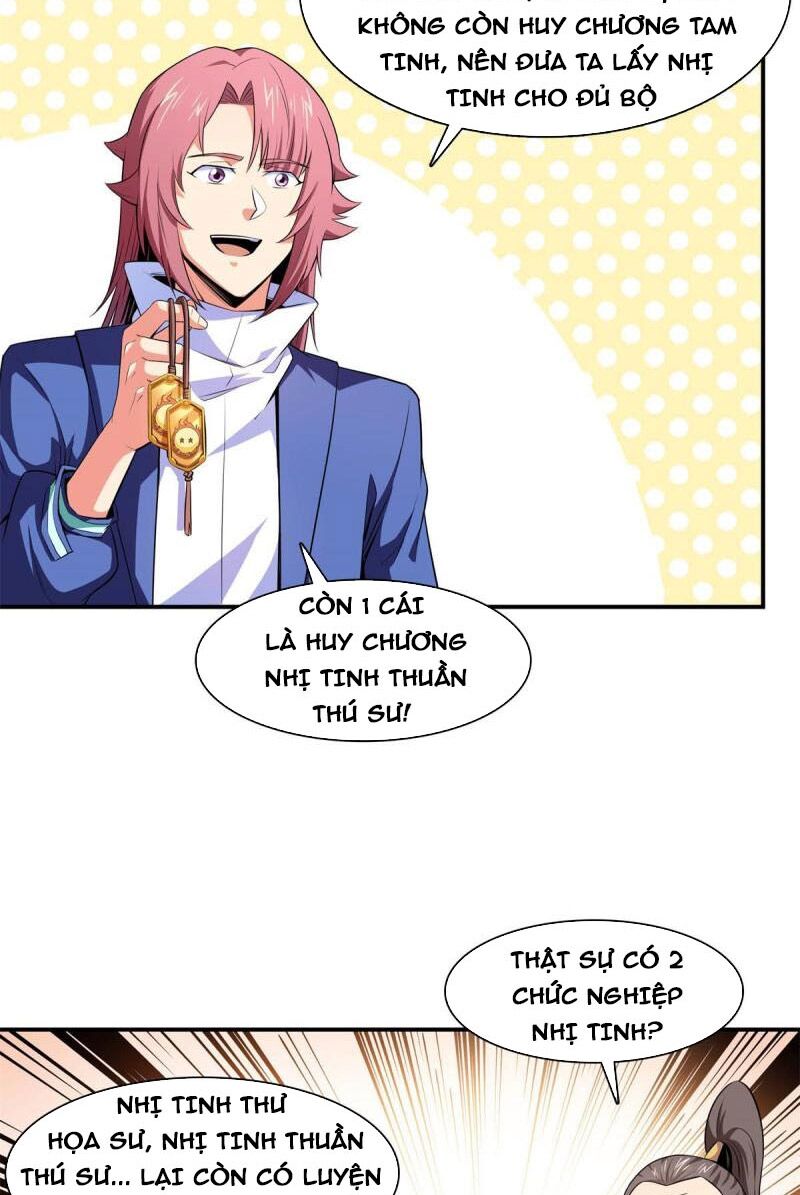 KHÔNG CÒN HUY CHƯƠNG TAM
TINH, NÊN ĐƯA TA LẤY NHỊ
TINH CHO ĐỦ BỘ
CÒN 1 CÁI
LÀ HUY CHƯƠNG
NHỊ TINH THUẦN
THÚ SƯ!
THẬT SỰ CÓ 2
CHỨC NGHIỆP
NHỊ TINH?
NHỊ TINH THƯ
HỌA SƯ, NHỊ TINH THUẦN
THÚ SƯ... LẠI CÒN CÓ LUYỆN